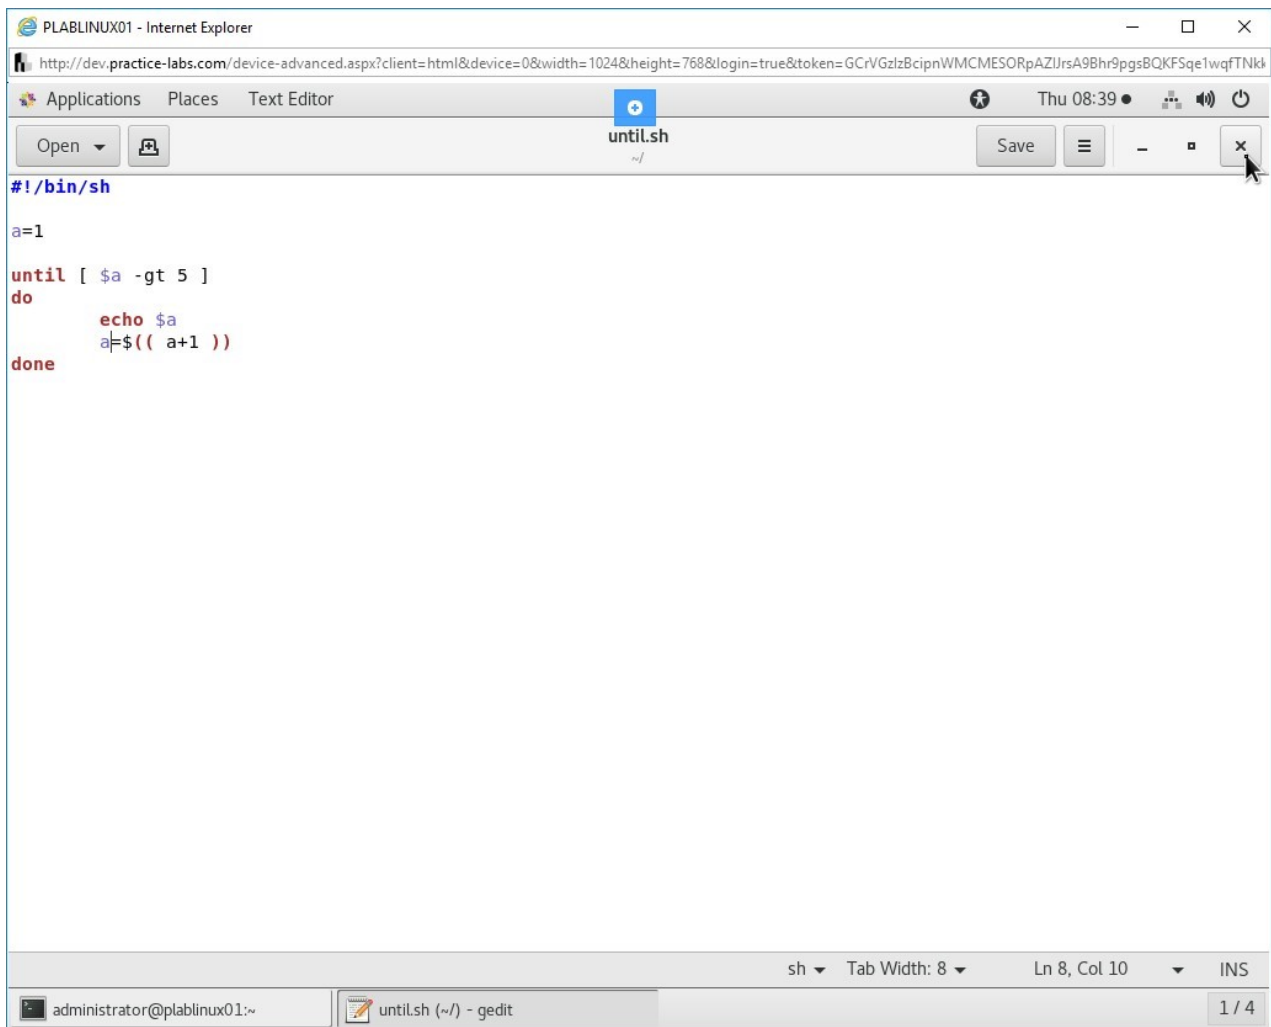 PLABLINUX01 - Internet Explorer
http://dev.practice-labs.com/device-advanced.aspx?client=html&device=0&width=1024&height=768&login=true&token=GCrVGzlzBcipnWMCMESORpAZIJrsA9Bhr9pgsBQKFSqe1wqfTNkk
Applications Places Text Editor Thu 08:39
Open until.sh Save
~/
#!/bin/sh
a=1
until [ $a -gt 5 ]
do
echo $a
a=$(( a+1 ))
done
sh Tab Width: 8 Ln 8, Col 10 INS
administrator@plablinux01:~ until.sh (~/) - gedit 1 / 4